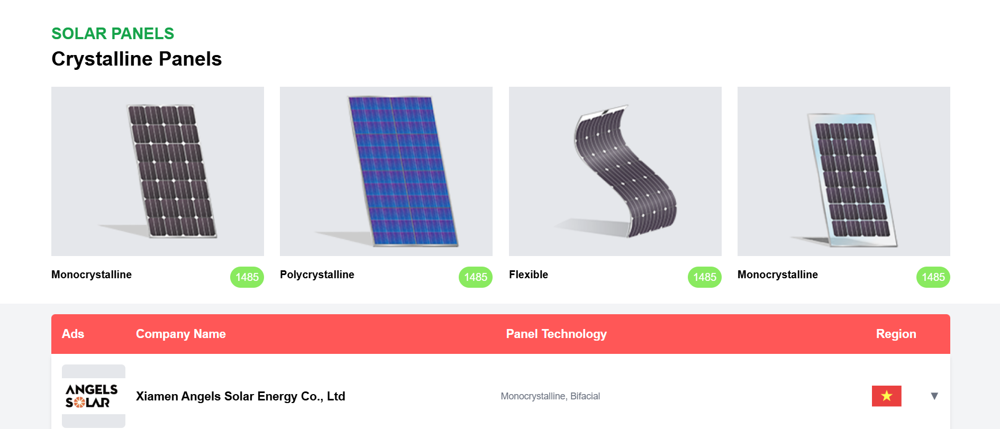 SOLAR PANELS
Crystalline Panels
Monocrystalline 1485
Polycrystalline 1485
Flexible 1485
Monocrystalline 1485
Ads Company Name Panel Technology Region
ANGELS
SOLAR
Xiamen Angels Solar Energy Co., Ltd Monocrystalline, Bifacial